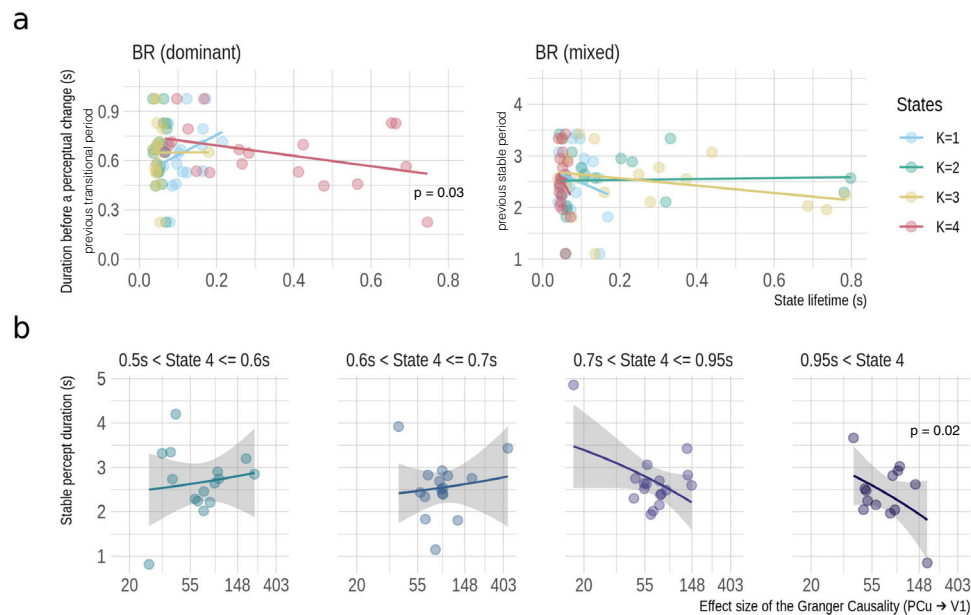 a
BR (dominant)
BR (mixed)
Duration before a perceptual change (s)
previous transitional period
0.9
0.6
0.3
0.0
0.0 0.2 0.4 0.6 0.8
p = 0.03
previous stable period
4
3
2
1
0.0 0.2 0.4 0.6 0.8
State lifetime (s)
States
K=1
K=2
K=3
K=4
b
0.5s < State 4 <= 0.6s
0.6s < State 4 <= 0.7s
0.7s < State 4 <= 0.95s
0.95s < State 4
Stable percept duration (s)
5
4
3
2
1
p = 0.02
20 55 148 403
20 55 148 403
20 55 148 403
20 55 148 403
Effect size of the Granger Causality (PCu → V1)